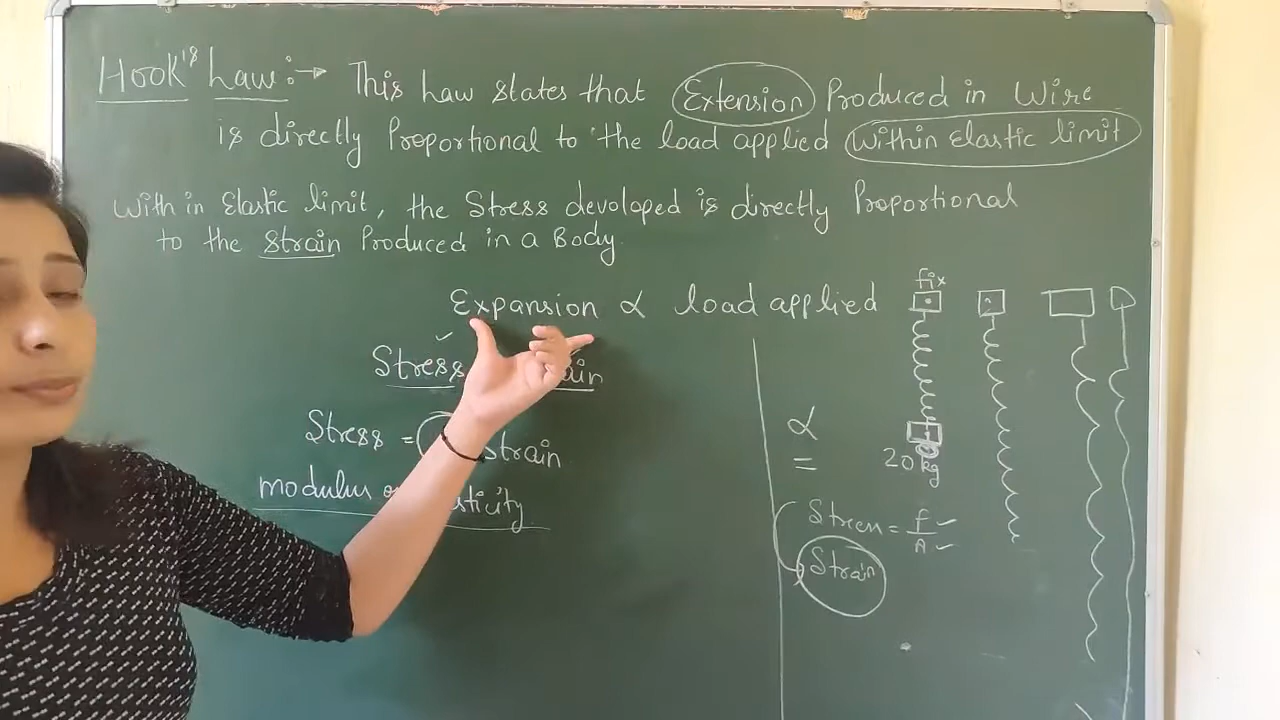 Hook's Law :→ This Law states that Extension Produced in Wire
is directly Proportional to the load applied Within Elastic limit
With in Elastic limit, the Stress devoloped is directly Proportional
to the Strain Produced in a Body.
Expansion ∝ load applied
Stress
Stress = strain
modulus
fix
20 kg
∝
=
Stress = F/A
Strain